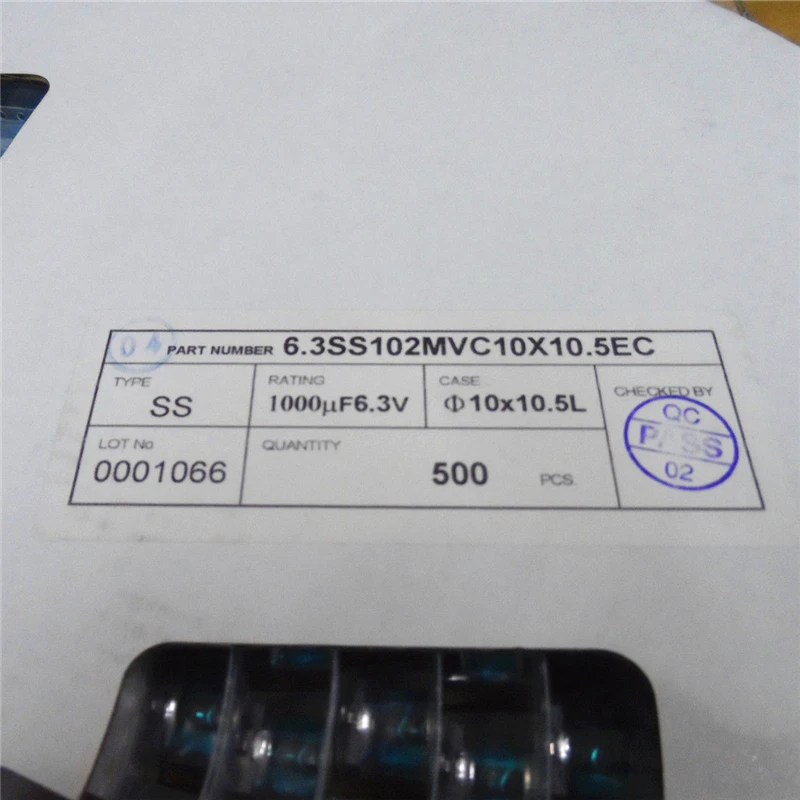 04
PART NUMBER 6.3SS102MVC10X10.5EC
TYPE
SS
RATING
1000µF6.3V
CASE
Φ10x10.5L
CHECKED BY
QC
PASS
02
LOT No
0001066
QUANTITY
500 PCS.